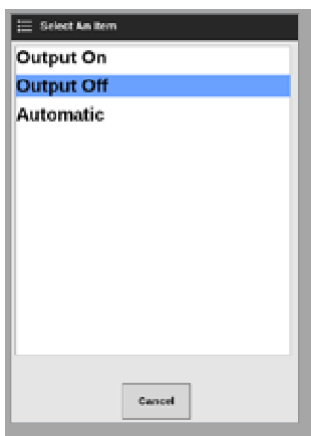 Select An Item
Output On
Output Off
Automatic
Cancel